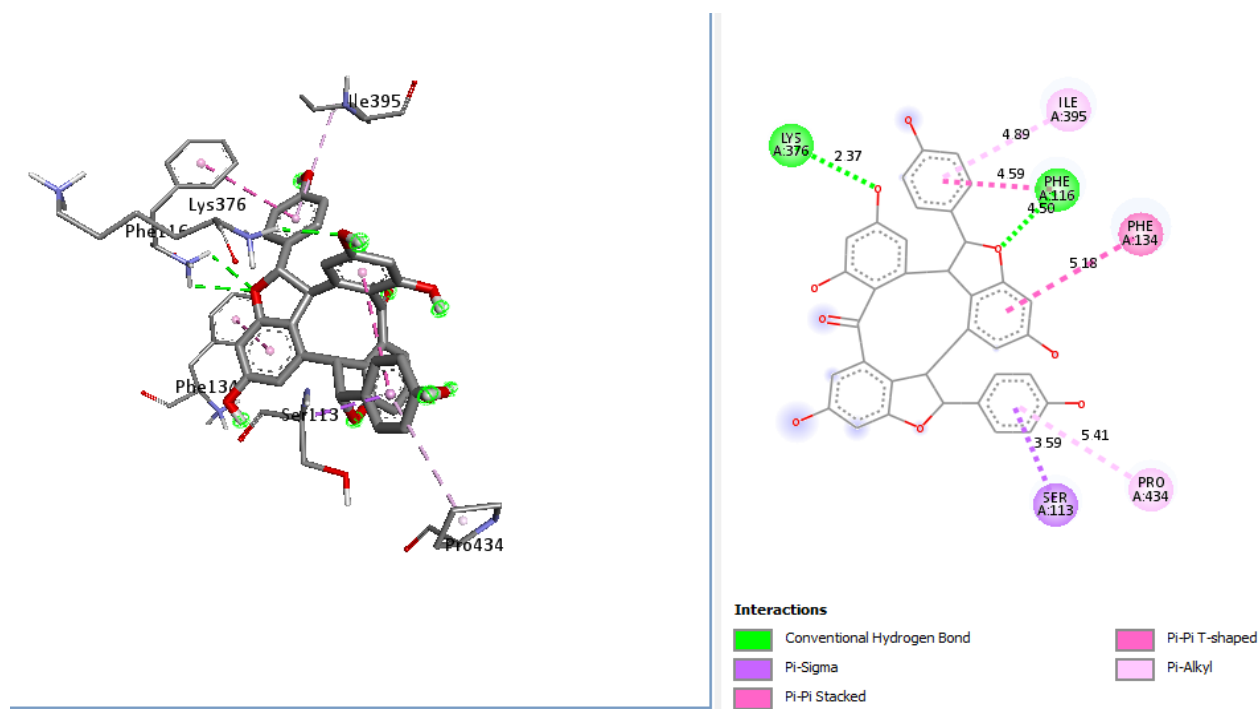 Ile395
Lys376
Phe116
Phe134
Ser113
Pro434
ILE
A:395
LYS
A:376
4 89
2 37
4 59
PHE
A:116
4.50
PHE
A:134
5 18
3 59
5 41
SER
A:113
PRO
A:434
O
O
O
O
O
O
O
O
O
Interactions
Conventional Hydrogen Bond
Pi-Sigma
Pi-Pi Stacked
Pi-Pi T-shaped
Pi-Alkyl